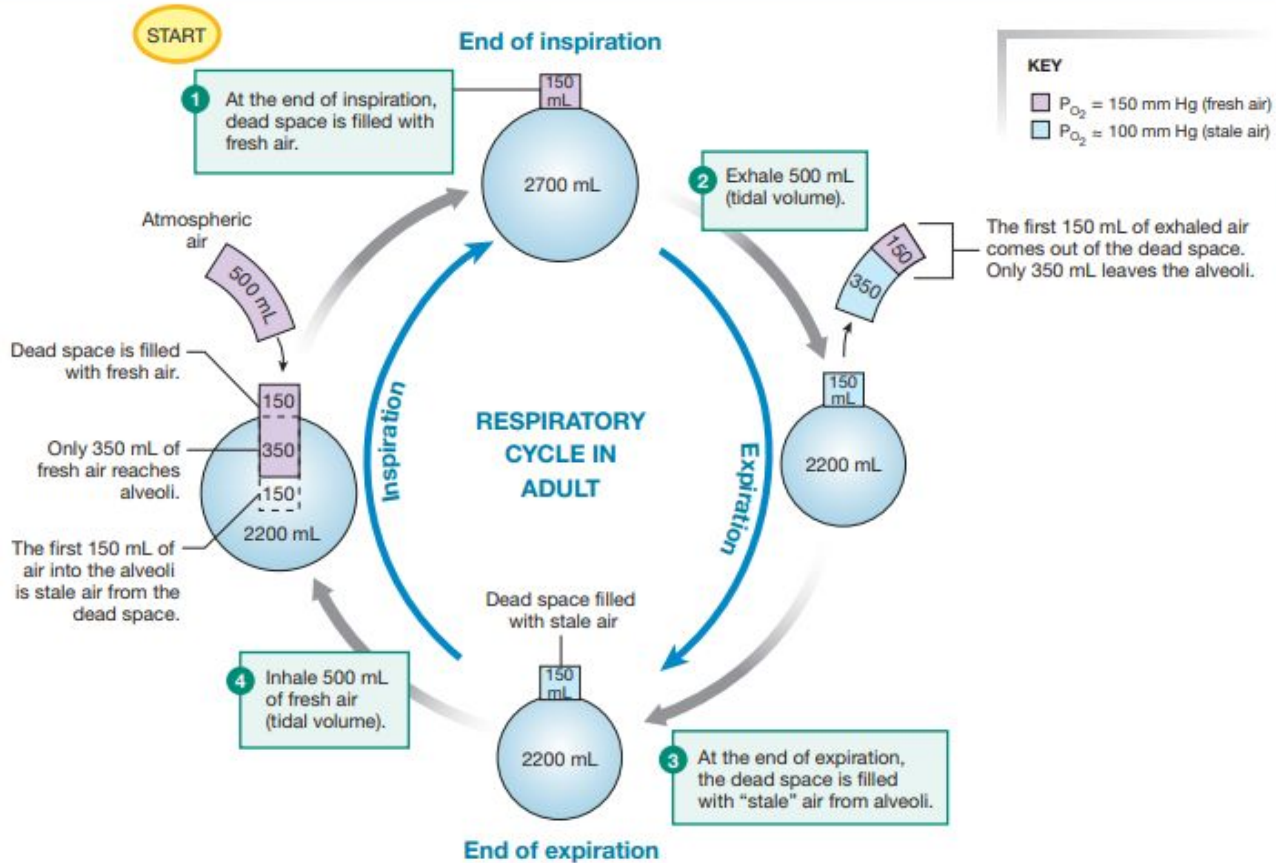 START
End of inspiration
KEY
P_O₂ = 150 mm Hg (fresh air)
P_O₂ = 100 mm Hg (stale air)
1
At the end of inspiration,
dead space is filled with
fresh air.
150
mL
2700 mL
2
Exhale 500 mL
(tidal volume).
150
350
The first 150 mL of exhaled air
comes out of the dead space.
Only 350 mL leaves the alveoli.
Atmospheric
air
500 mL
Dead space is filled
with fresh air.
150
Only 350 mL of
fresh air reaches
alveoli.
350
150
2200 mL
The first 150 mL of
air into the alveoli
is stale air from the
dead space.
Inspiration
RESPIRATORY
CYCLE IN
ADULT
Expiration
150
mL
2200 mL
Dead space filled
with stale air
150
mL
2200 mL
4
Inhale 500 mL
of fresh air
(tidal volume).
3
At the end of expiration,
the dead space is filled
with “stale” air from alveoli.
End of expiration